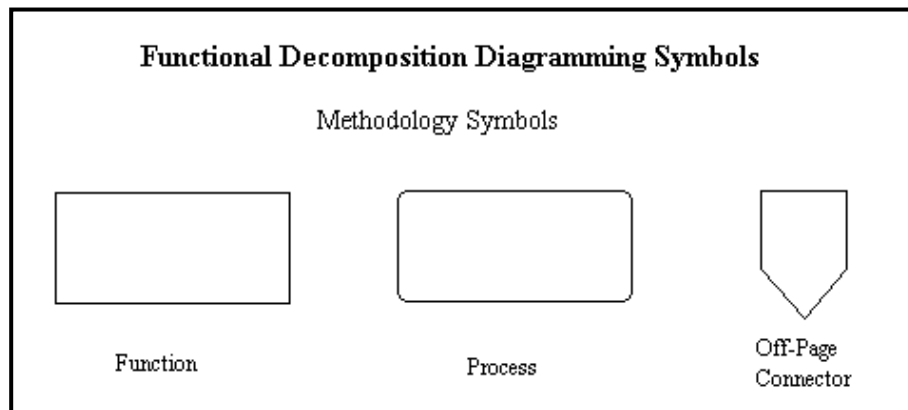 Functional Decomposition Diagramming Symbols
Methodology Symbols
Function
Process
Off-Page
Connector